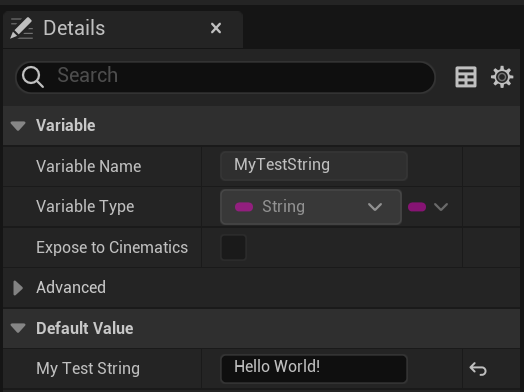 Details
Search
Variable
Variable Name MyTestString
Variable Type String
Expose to Cinematics
Advanced
Default Value
My Test String Hello World!